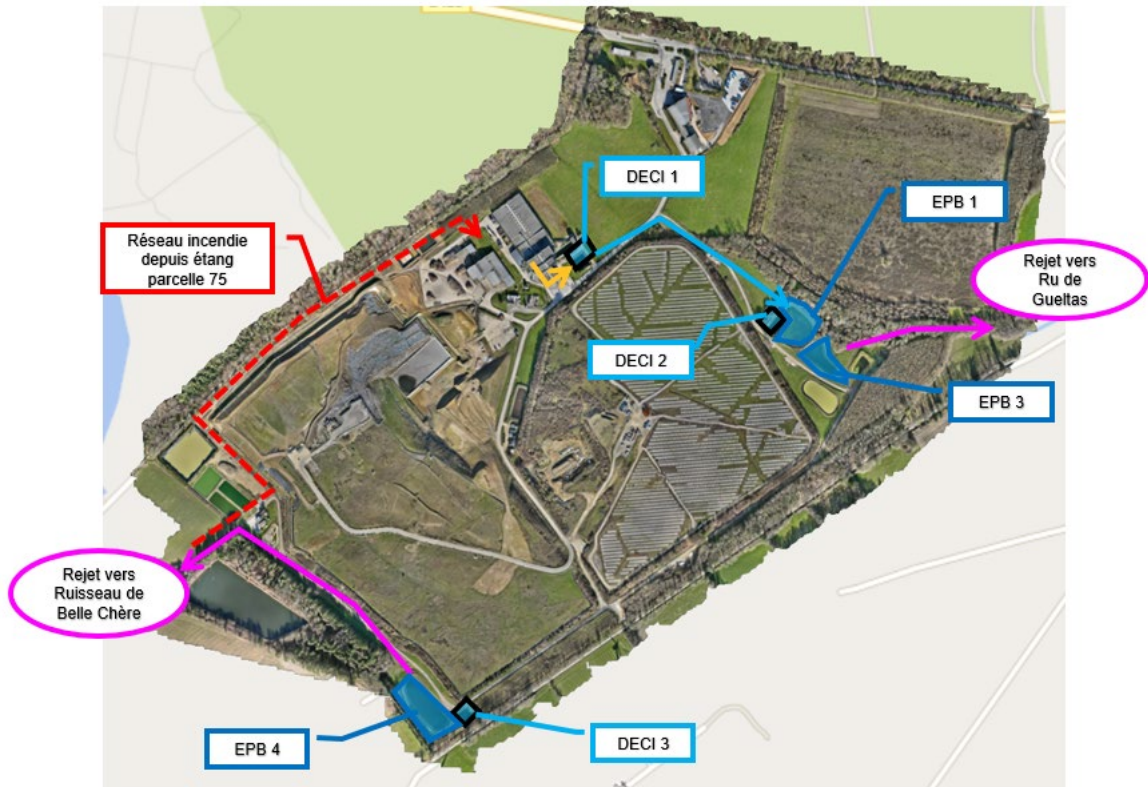 DECI 1
EPB 1
Réseau incendie
depuis étang
parcelle 75
Rejet vers
Ru de
Gueltas
DECI 2
EPB 3
Rejet vers
Ruisseau de
Belle Chère
EPB 4
DECI 3